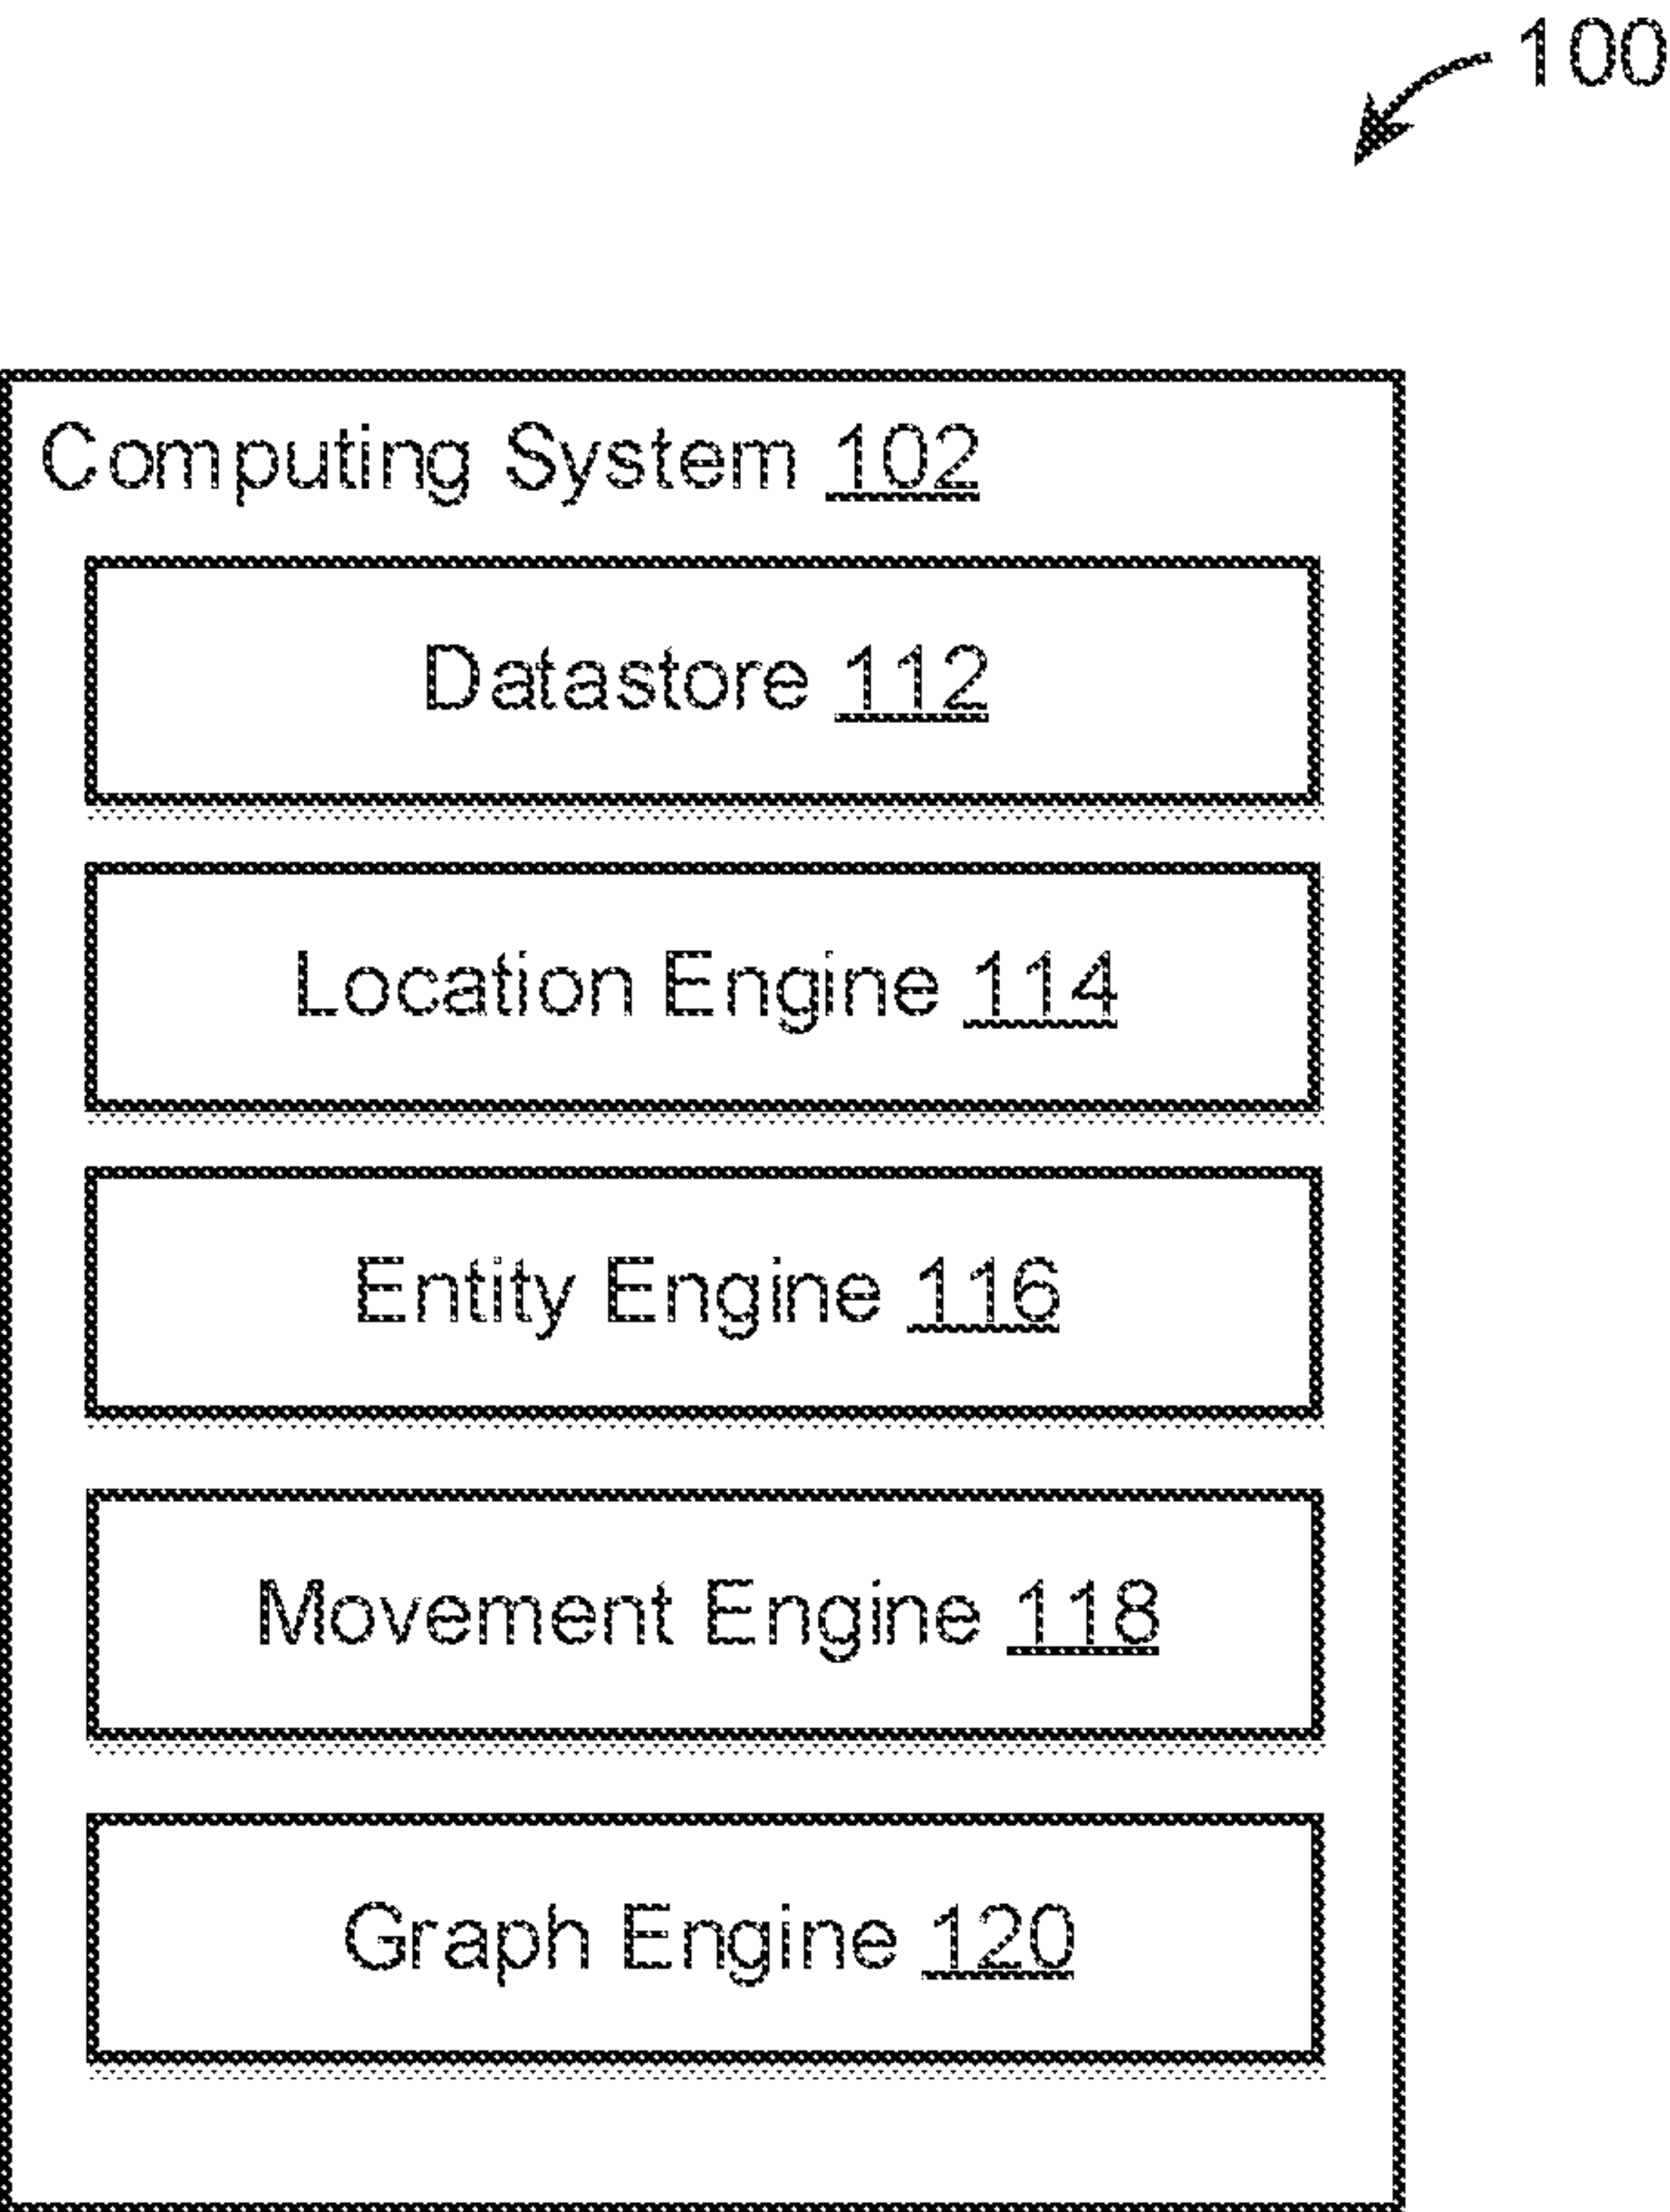 100
Computing System 102
Datastore 112
Location Engine 114
Entity Engine 116
Movement Engine 118
Graph Engine 120